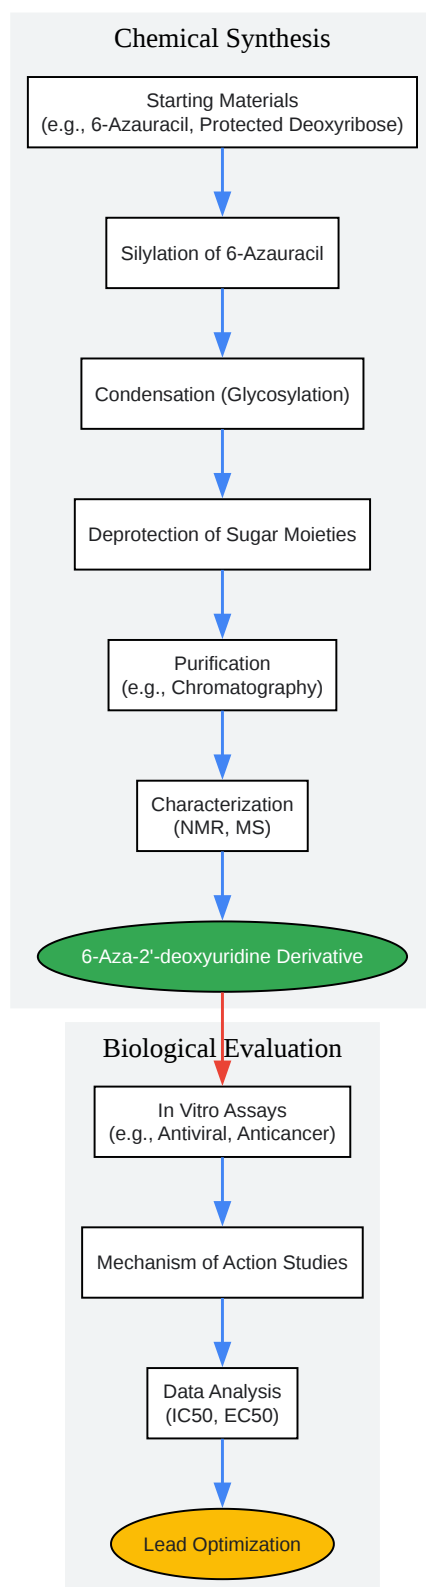 Chemical Synthesis
Starting Materials
(e.g., 6-Azauracil, Protected Deoxyribose)
Silylation of 6-Azauracil
Condensation (Glycosylation)
Deprotection of Sugar Moieties
Purification
(e.g., Chromatography)
Characterization
(NMR, MS)
6-Aza-2'-deoxyuridine Derivative
Biological Evaluation
In Vitro Assays
(e.g., Antiviral, Anticancer)
Mechanism of Action Studies
Data Analysis
(IC50, EC50)
Lead Optimization